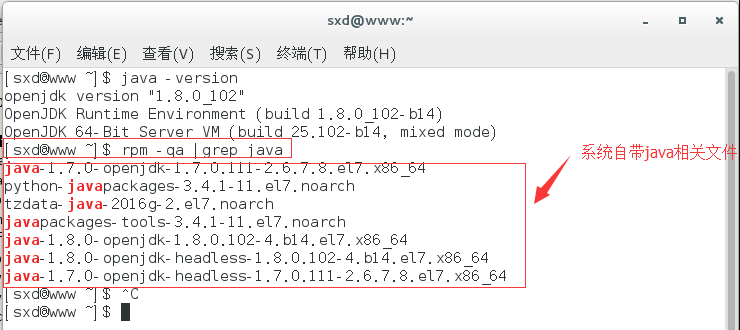 sxd@www:~
文件(F) 编辑(E) 查看(V) 搜索(S) 终端(T) 帮助(H)
[sxd@www ~]$ java -version
openjdk version "1.8.0_102"
OpenJDK Runtime Environment (build 1.8.0_102-b14)
OpenJDK 64-Bit Server VM (build 25.102-b14, mixed mode)
[sxd@www ~]$ rpm -qa |grep java
系统自带java相关文件
java-1.7.0-openjdk-1.7.0.111-2.6.7.8.el7.x86_64
python-javapackages-3.4.1-11.el7.noarch
tzdata-java-2016g-2.el7.noarch
javapackages-tools-3.4.1-11.el7.noarch
java-1.8.0-openjdk-1.8.0.102-4.b14.el7.x86_64
java-1.8.0-openjdk-headless-1.8.0.102-4.b14.el7.x86_64
java-1.7.0-openjdk-headless-1.7.0.111-2.6.7.8.el7.x86_64
[sxd@www ~]$ ^C
[sxd@www ~]$